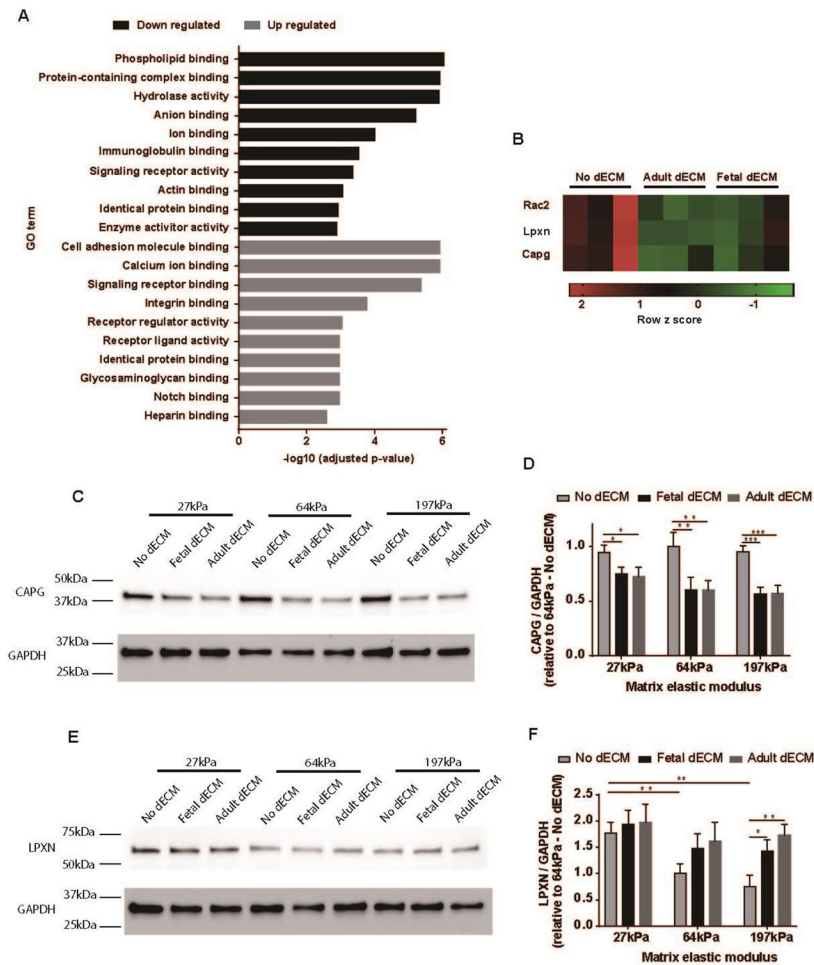 A
Down regulated Up regulated
GO term
Phospholipid binding
Protein-containing complex binding
Hydrolase activity
Anion binding
Ion binding
Immunoglobulin binding
Signaling receptor activity
Actin binding
Identical protein binding
Enzyme activitor activity
Cell adhesion molecule binding
Calcium ion binding
Signaling receptor binding
Integrin binding
Receptor regulator activity
Receptor ligand activity
Identical protein binding
Glycosaminoglycan binding
Notch binding
Heparin binding
0 2 4 6
-log10 (adjusted p-value)
B
No dECM Adult dECM Fetal dECM
Rac2
Lpxn
Capg
2 1 0 -1
Row z score
C
27kPa 64kPa 197kPa
No dECM Fetal dECM Adult dECM No dECM Fetal dECM Adult dECM No dECM Fetal dECM Adult dECM
50kDa
CAPG
37kDa
37kDa
GAPDH
25kDa
D
No dECM Fetal dECM Adult dECM
CAPG / GAPDH
(relative to 64kPa - No dECM)
1.0
0.5
0.0
* * * * * * *** ***
27kPa 64kPa 197kPa
Matrix elastic modulus
E
27kPa 64kPa 197kPa
No dECM Fetal dECM Adult dECM No dECM Fetal dECM Adult dECM No dECM Fetal dECM Adult dECM
75kDa
LPXN
50kDa
37kDa
GAPDH
25kDa
F
No dECM Fetal dECM Adult dECM
LPXN / GAPDH
(relative to 64kPa - No dECM)
2.5
2.0
1.5
1.0
0.5
0.0
**
* *
* *
*
27kPa 64kPa 197kPa
Matrix elastic modulus